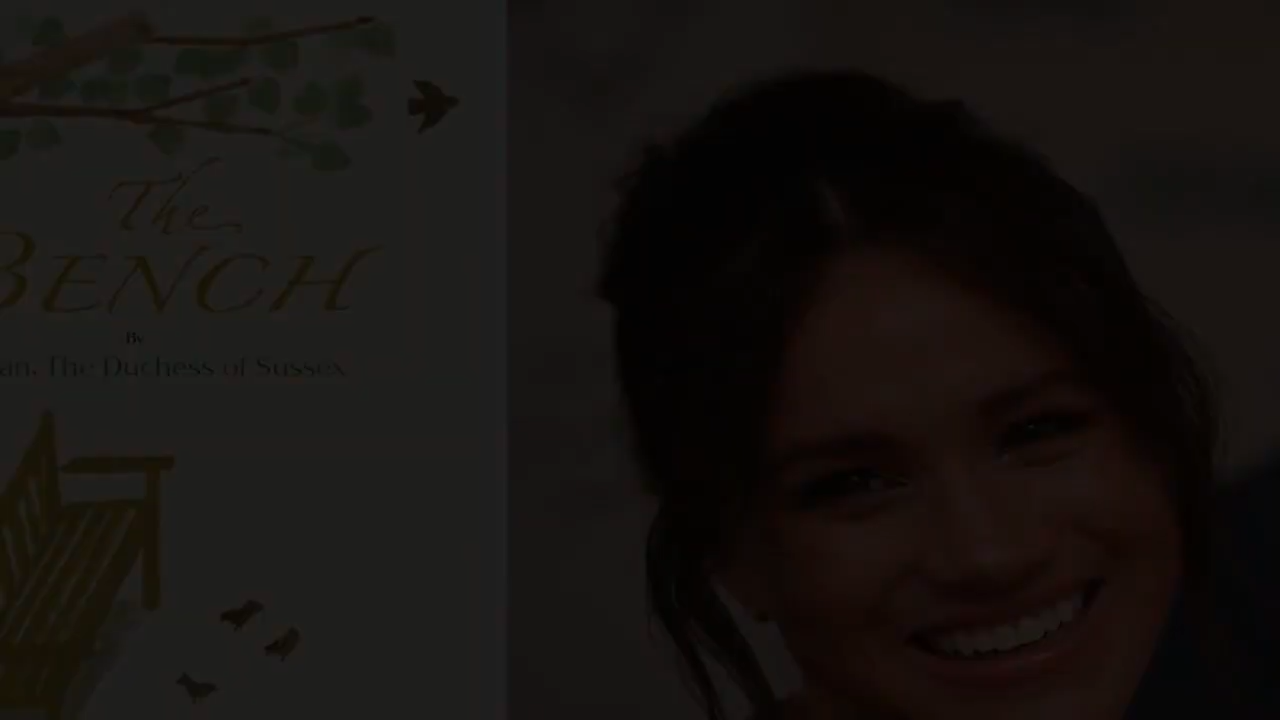 The
BENCH
By
an, The Duchess of Sussex